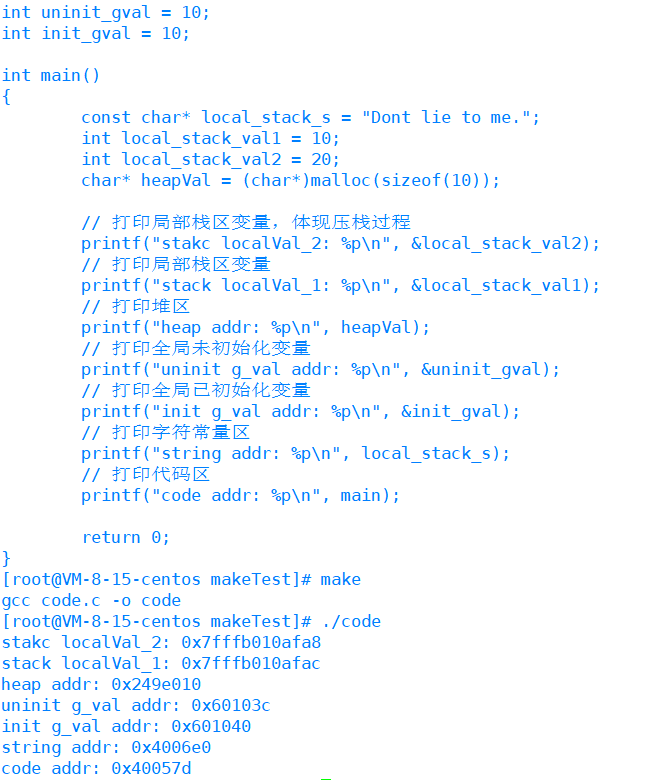 int uninit_gval = 10;
int init_gval = 10;
int main()
{
const char* local_stack_s = "Dont lie to me.";
int local_stack_val1 = 10;
int local_stack_val2 = 20;
char* heapVal = (char*)malloc(sizeof(10));
// 打印局部栈区变量，体现压栈过程
printf("stakc localVal_2: %p\n", &local_stack_val2);
// 打印局部栈区变量
printf("stack localVal_1: %p\n", &local_stack_val1);
// 打印堆区
printf("heap addr: %p\n", heapVal);
// 打印全局未初始化变量
printf("uninit g_val addr: %p\n", &uninit_gval);
// 打印全局已初始化变量
printf("init g_val addr: %p\n", &init_gval);
// 打印字符常量区
printf("string addr: %p\n", local_stack_s);
// 打印代码区
printf("code addr: %p\n", main);
return 0;
}
[root@VM-8-15-centos makeTest]# make
gcc code.c -o code
[root@VM-8-15-centos makeTest]# ./code
stakc localVal_2: 0x7fffb010afa8
stack localVal_1: 0x7fffb010afac
heap addr: 0x249e010
uninit g_val addr: 0x60103c
init g_val addr: 0x601040
string addr: 0x4006e0
code addr: 0x40057d